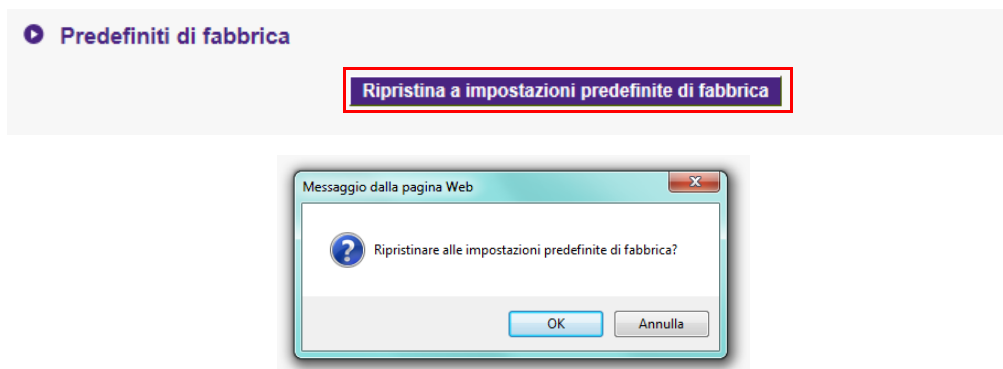 Predefiniti di fabbrica
Ripristina a impostazioni predefinite di fabbrica
Messaggio dalla pagina Web
Ripristinare alle impostazioni predefinite di fabbrica?
OK
Annulla